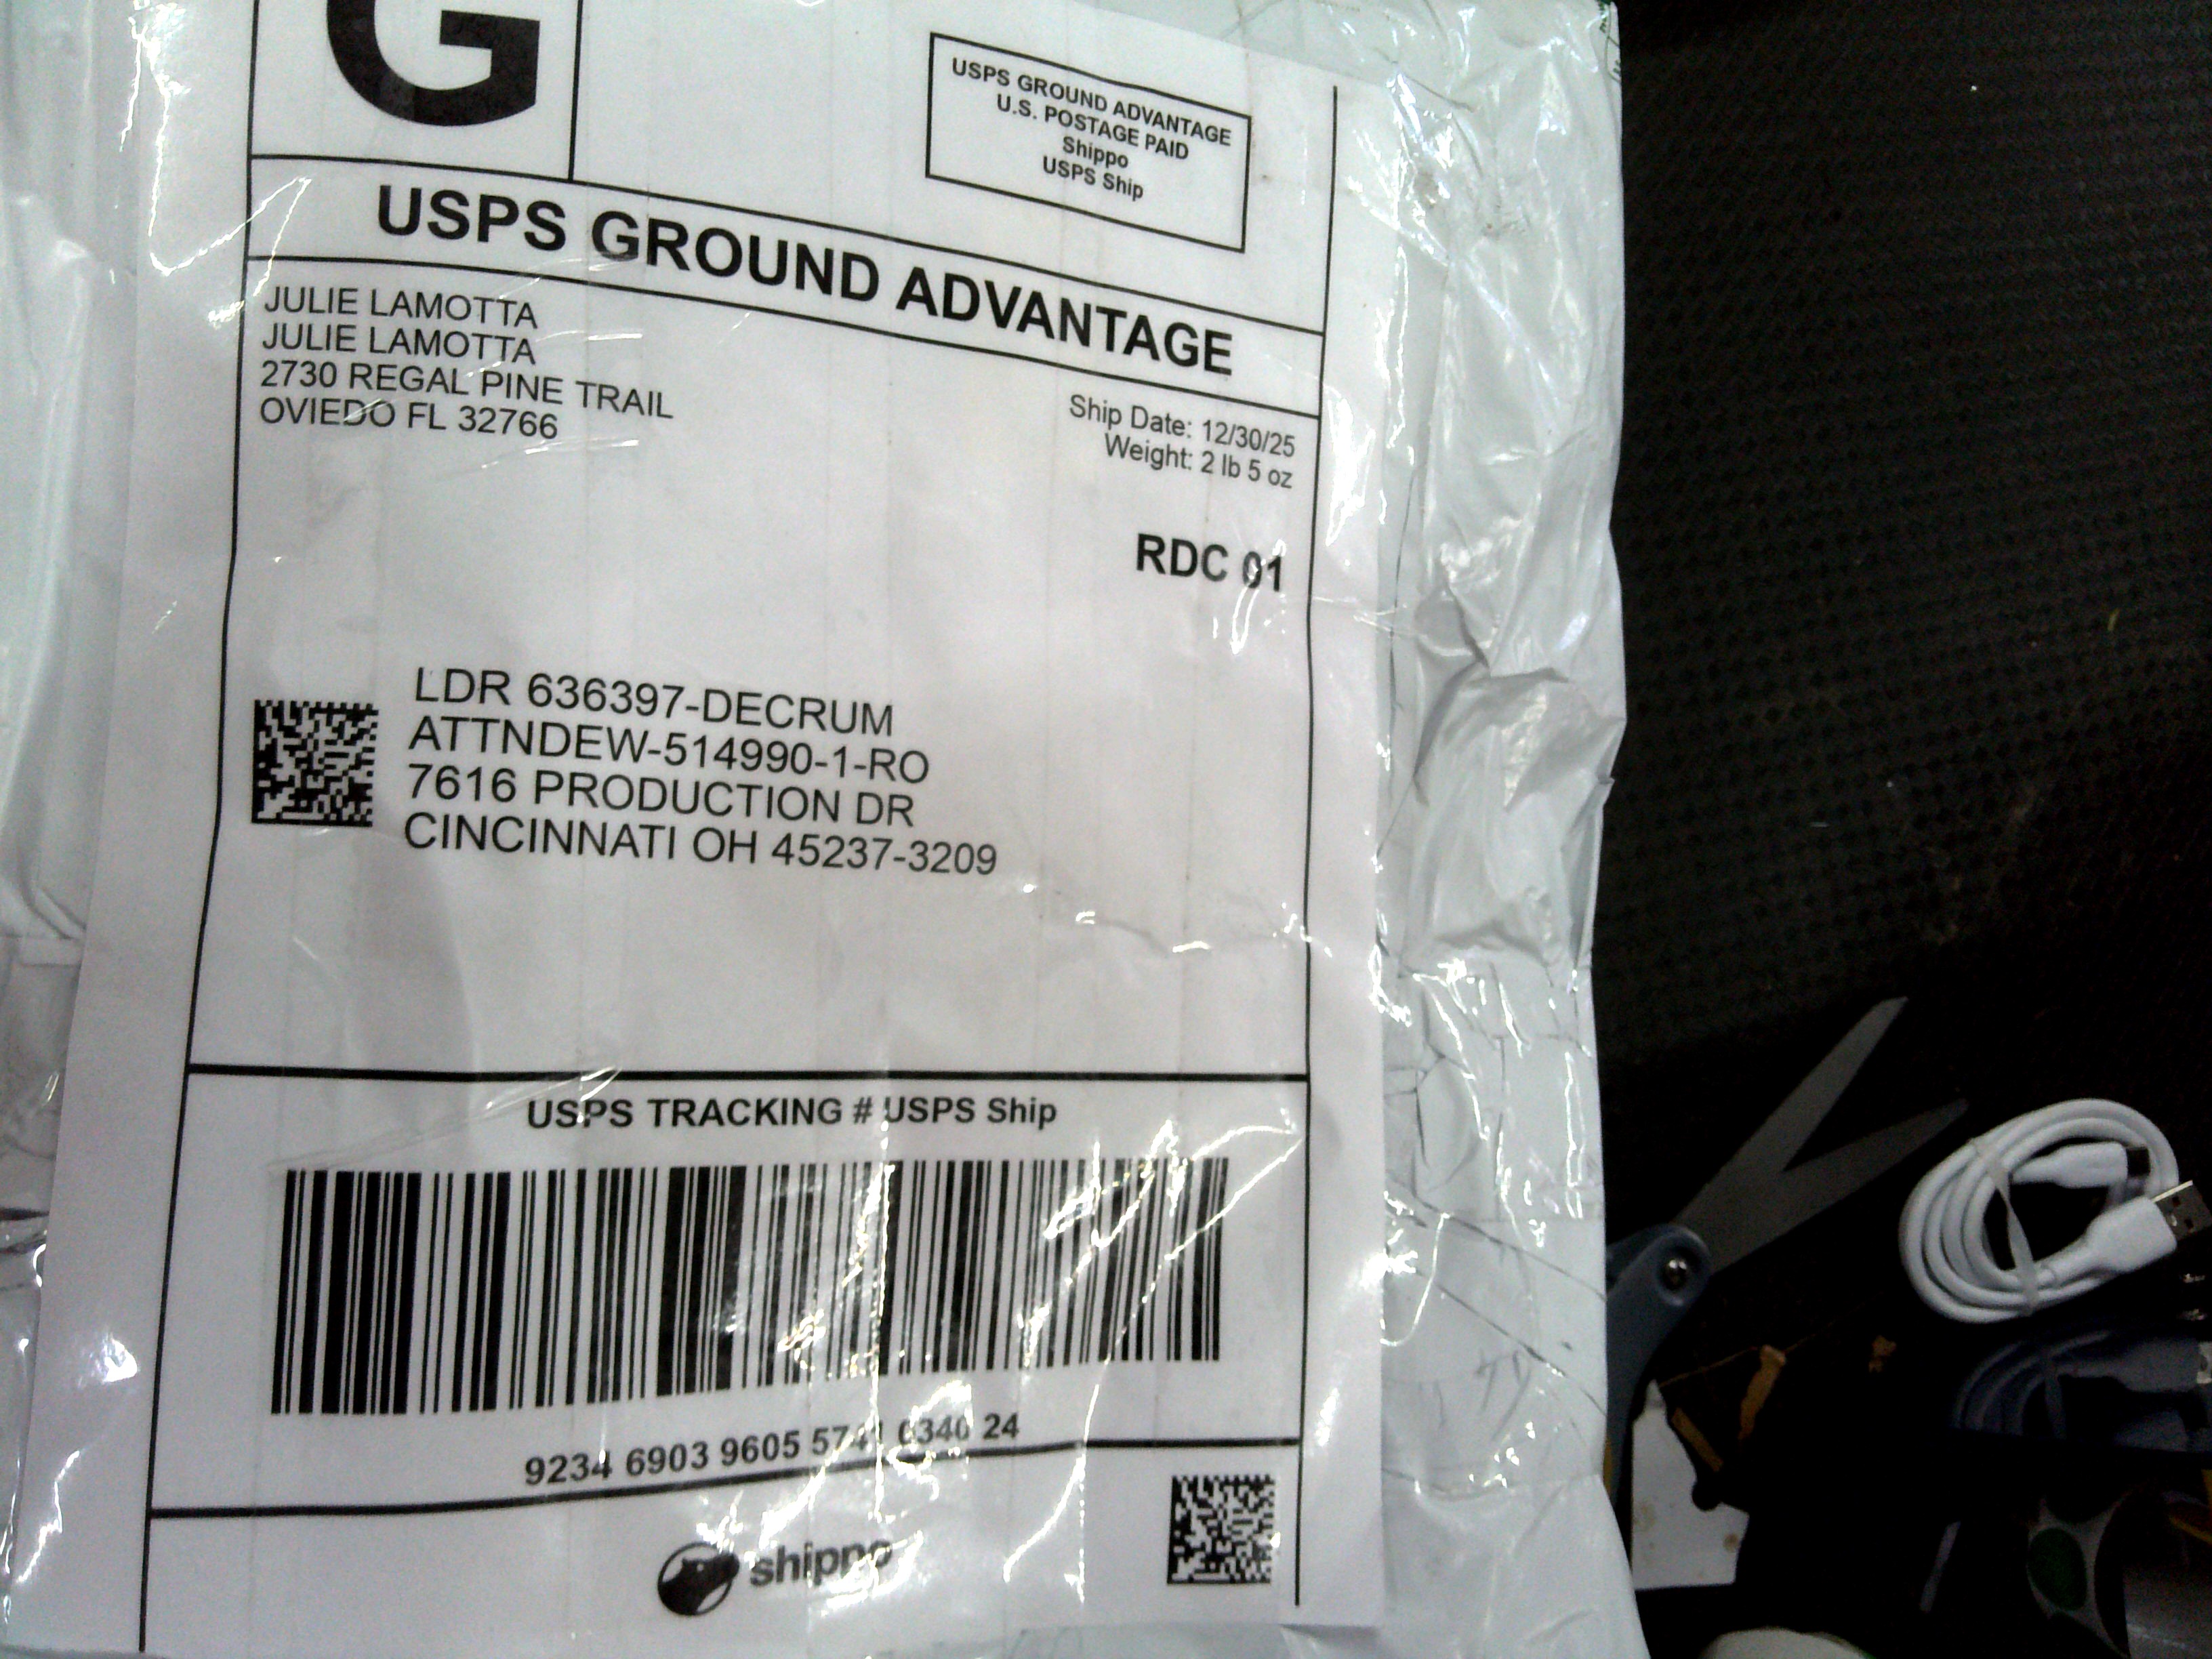 G
USPS GROUND ADVANTAGE
U.S. POSTAGE PAID
Shippo
USPS Ship
USPS GROUND ADVANTAGE
JULIE LAMOTTA
JULIE LAMOTTA
2730 REGAL PINE TRAIL
OVIEDO FL 32766
Ship Date: 12/30/25
Weight: 2 lb 5 oz
RDC 01
LDR 636397-DECRUM
ATTNDEW-514990-1-RO
7616 PRODUCTION DR
CINCINNATI OH 45237-3209
USPS TRACKING # USPS Ship
9234 6903 9605 0340 24
shippo